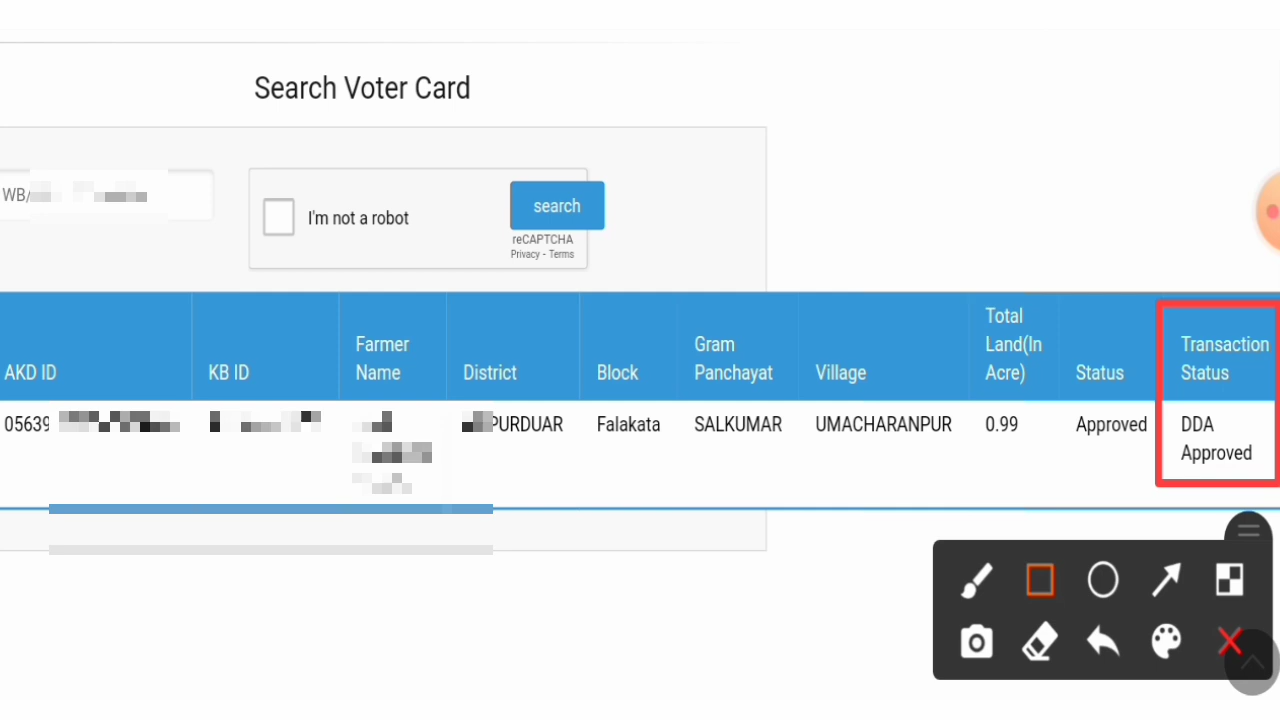 Search Voter Card
WB/
I'm not a robot
search
reCAPTCHA
Privacy - Terms
AKD ID
KB ID
Farmer
Name
District
Block
Gram
Panchayat
Village
Total
Land(In
Acre)
Status
Transaction
Status
05639
PURDUAR
Falakata
SALKUMAR
UMACHARANPUR
0.99
Approved
DDA
Approved